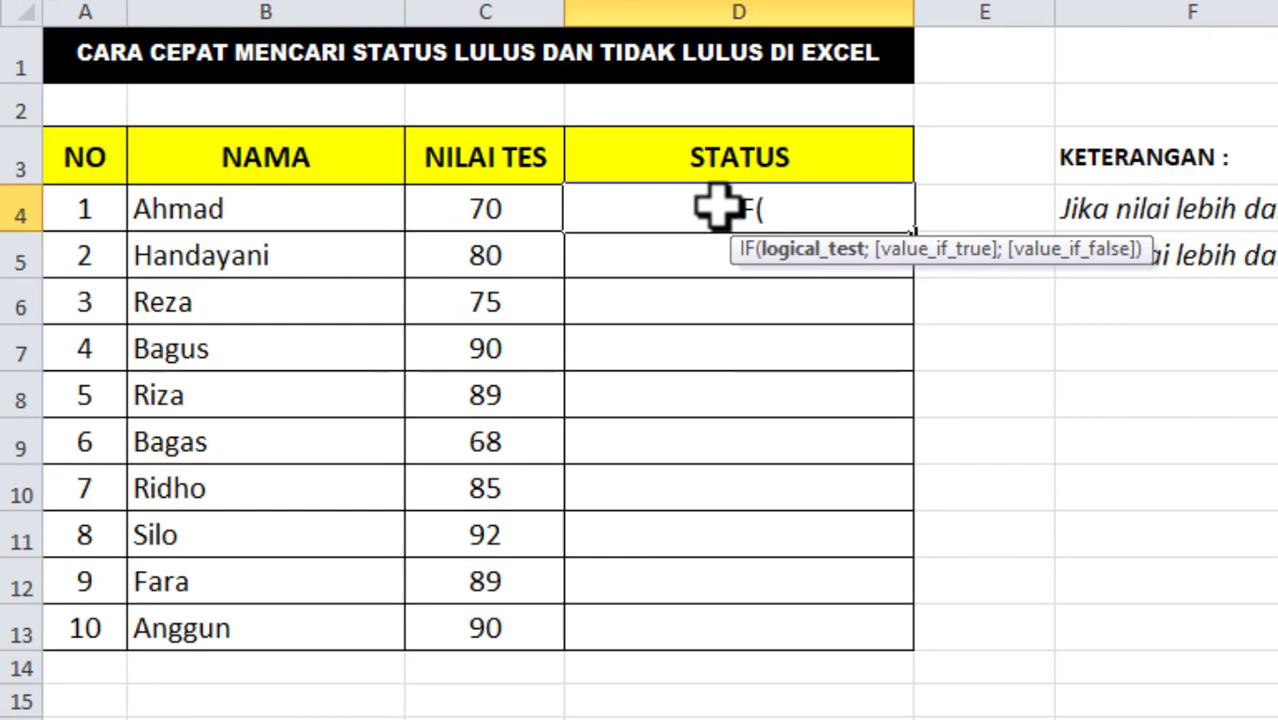 A B C D E F
1 CARA CEPAT MENCARI STATUS LULUS DAN TIDAK LULUS DI EXCEL
2
3 NO NAMA NILAI TES STATUS KETERANGAN :
4 1 Ahmad 70 F( Jika nilai lebih da
IF(logical_test; [value_if_true]; [value_if_false])
5 2 Handayani 80 ai lebih da
6 3 Reza 75
7 4 Bagus 90
8 5 Riza 89
9 6 Bagas 68
10 7 Ridho 85
11 8 Silo 92
12 9 Fara 89
13 10 Anggun 90
14
15